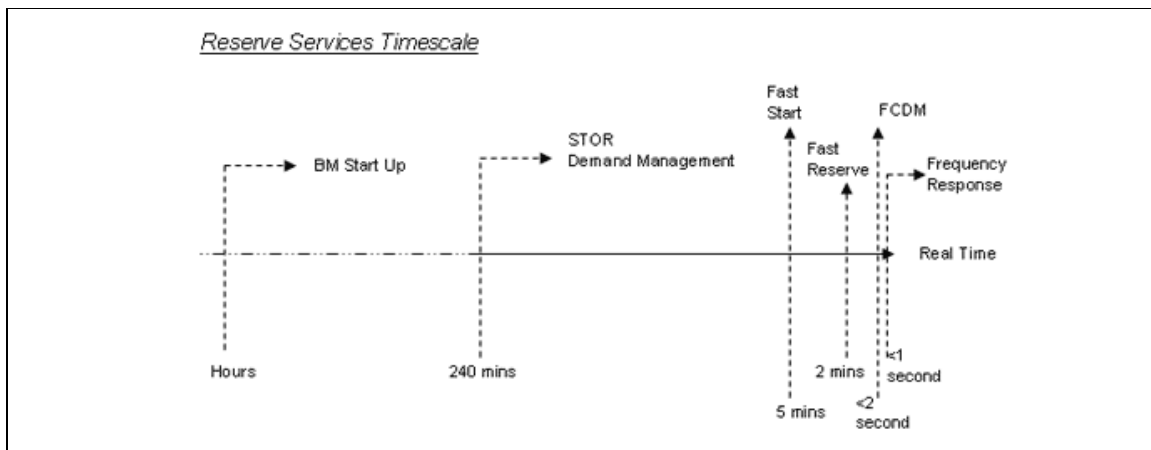 Reserve Services Timescale
Fast
Start
FCDM
STOR
Demand Management
BM Start Up
Fast
Reserve
Frequency
Response
Real Time
Hours
240 mins
2 mins
<1
second
5 mins
<2
second